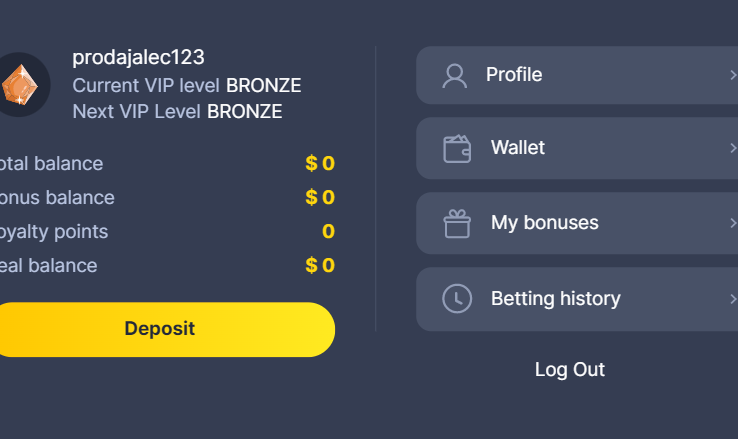 prodajalec123
Current VIP level BRONZE
Next VIP Level BRONZE
otal balance $ 0
onus balance $ 0
oyalty points 0
eal balance $ 0
Deposit
Profile
Wallet
My bonuses
Betting history
Log Out